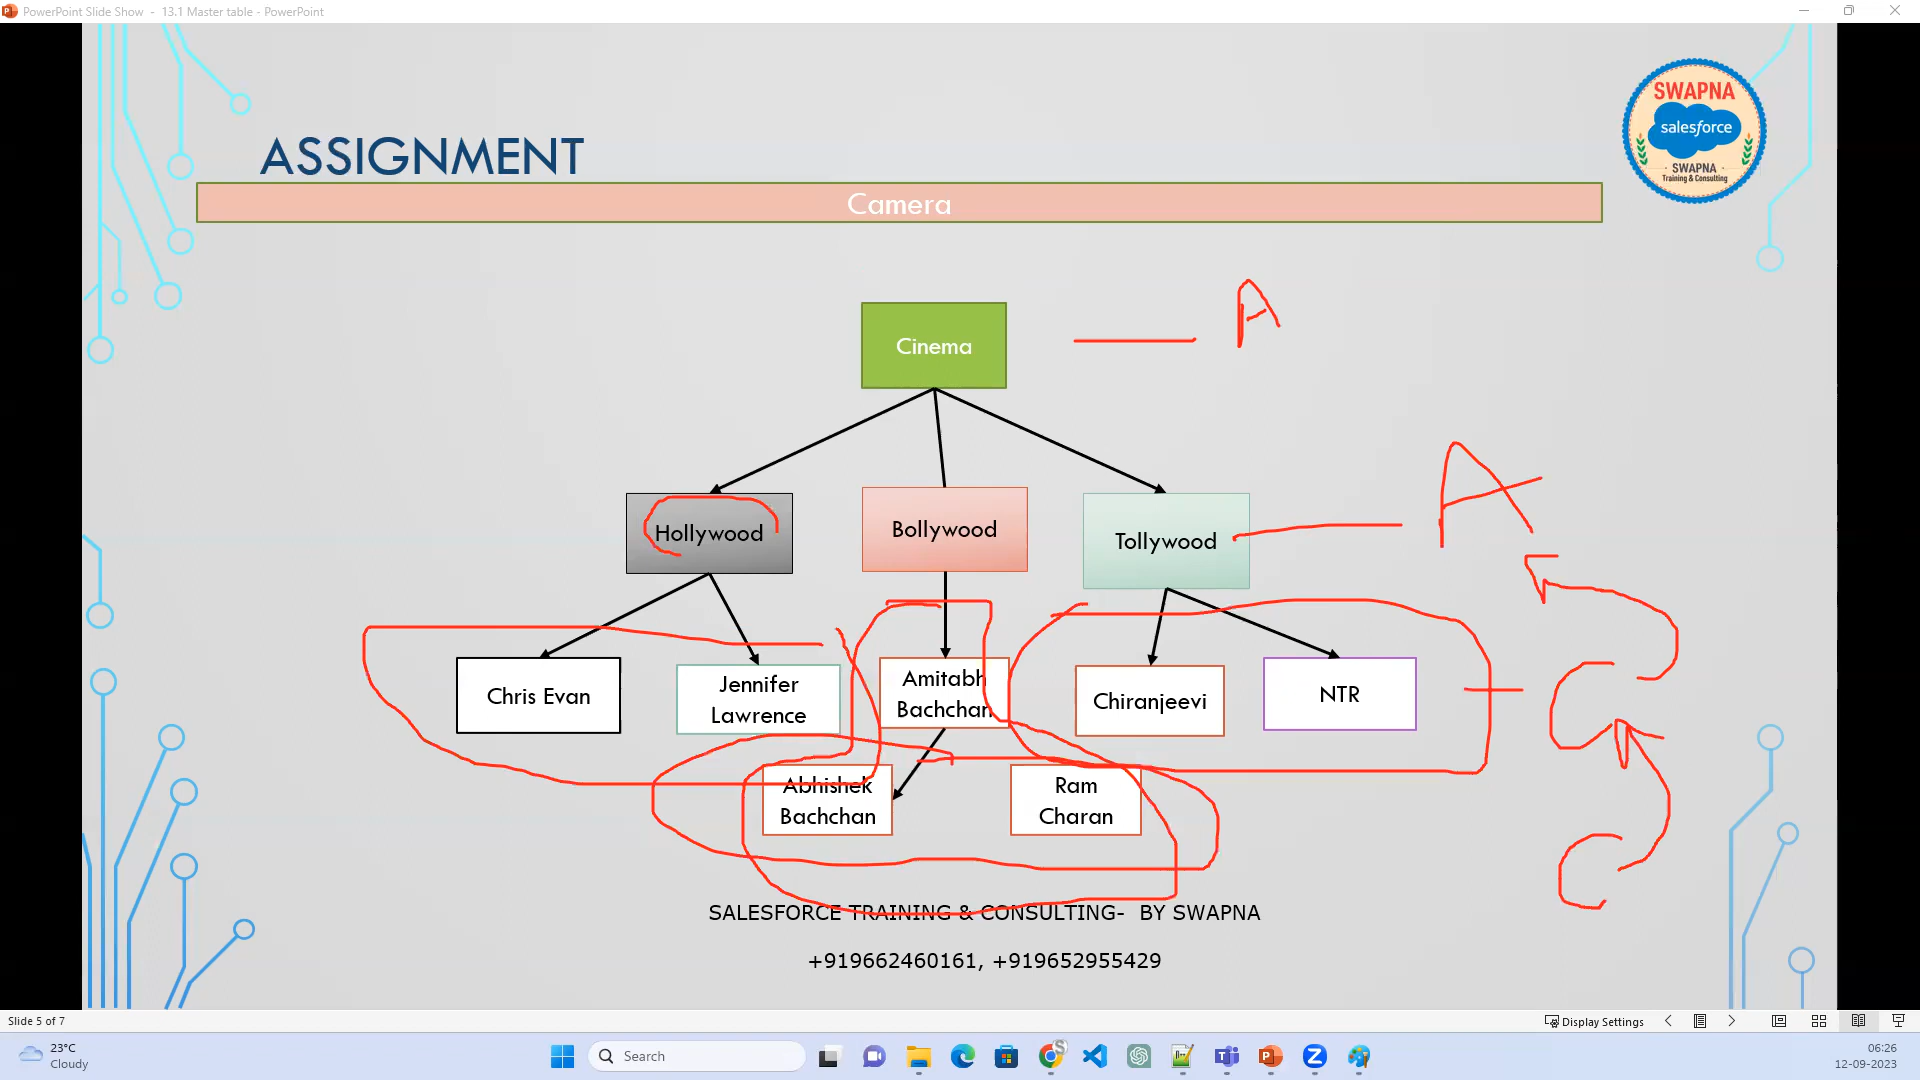 PowerPoint Slide Show - 13.1 Master table - PowerPoint
SWAPNA
salesforce
SWAPNA
Training & Consulting
ASSIGNMENT
Camera
Cinema
A
Hollywood
Bollywood
Tollywood
A
Chris Evan
Jennifer
Lawrence
Amitabh
Bachchan
Chiranjeevi
NTR
C
Abhishek
Bachchan
Ram
Charan
C
SALESFORCE TRAINING & CONSULTING- BY SWAPNA
+919662460161, +919652955429
Slide 5 of 7
Display Settings
23°C
Cloudy
Search
06:26
12-09-2023